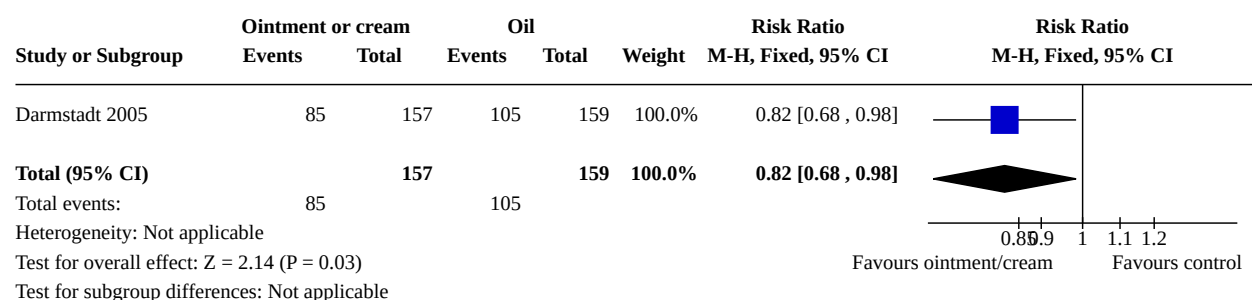 Ointment or cream Oil Risk Ratio Risk Ratio
Study or Subgroup Events Total Events Total Weight M-H, Fixed, 95% CI M-H, Fixed, 95% CI
Darmstadt 2005 85 157 105 159 100.0% 0.82 [0.68 , 0.98]
Total (95% CI) 157 159 100.0% 0.82 [0.68 , 0.98]
Total events: 85 105
Heterogeneity: Not applicable 0.85 0.9 1 1.1 1.2
Test for overall effect: Z = 2.14 (P = 0.03) Favours ointment/cream Favours control
Test for subgroup differences: Not applicable